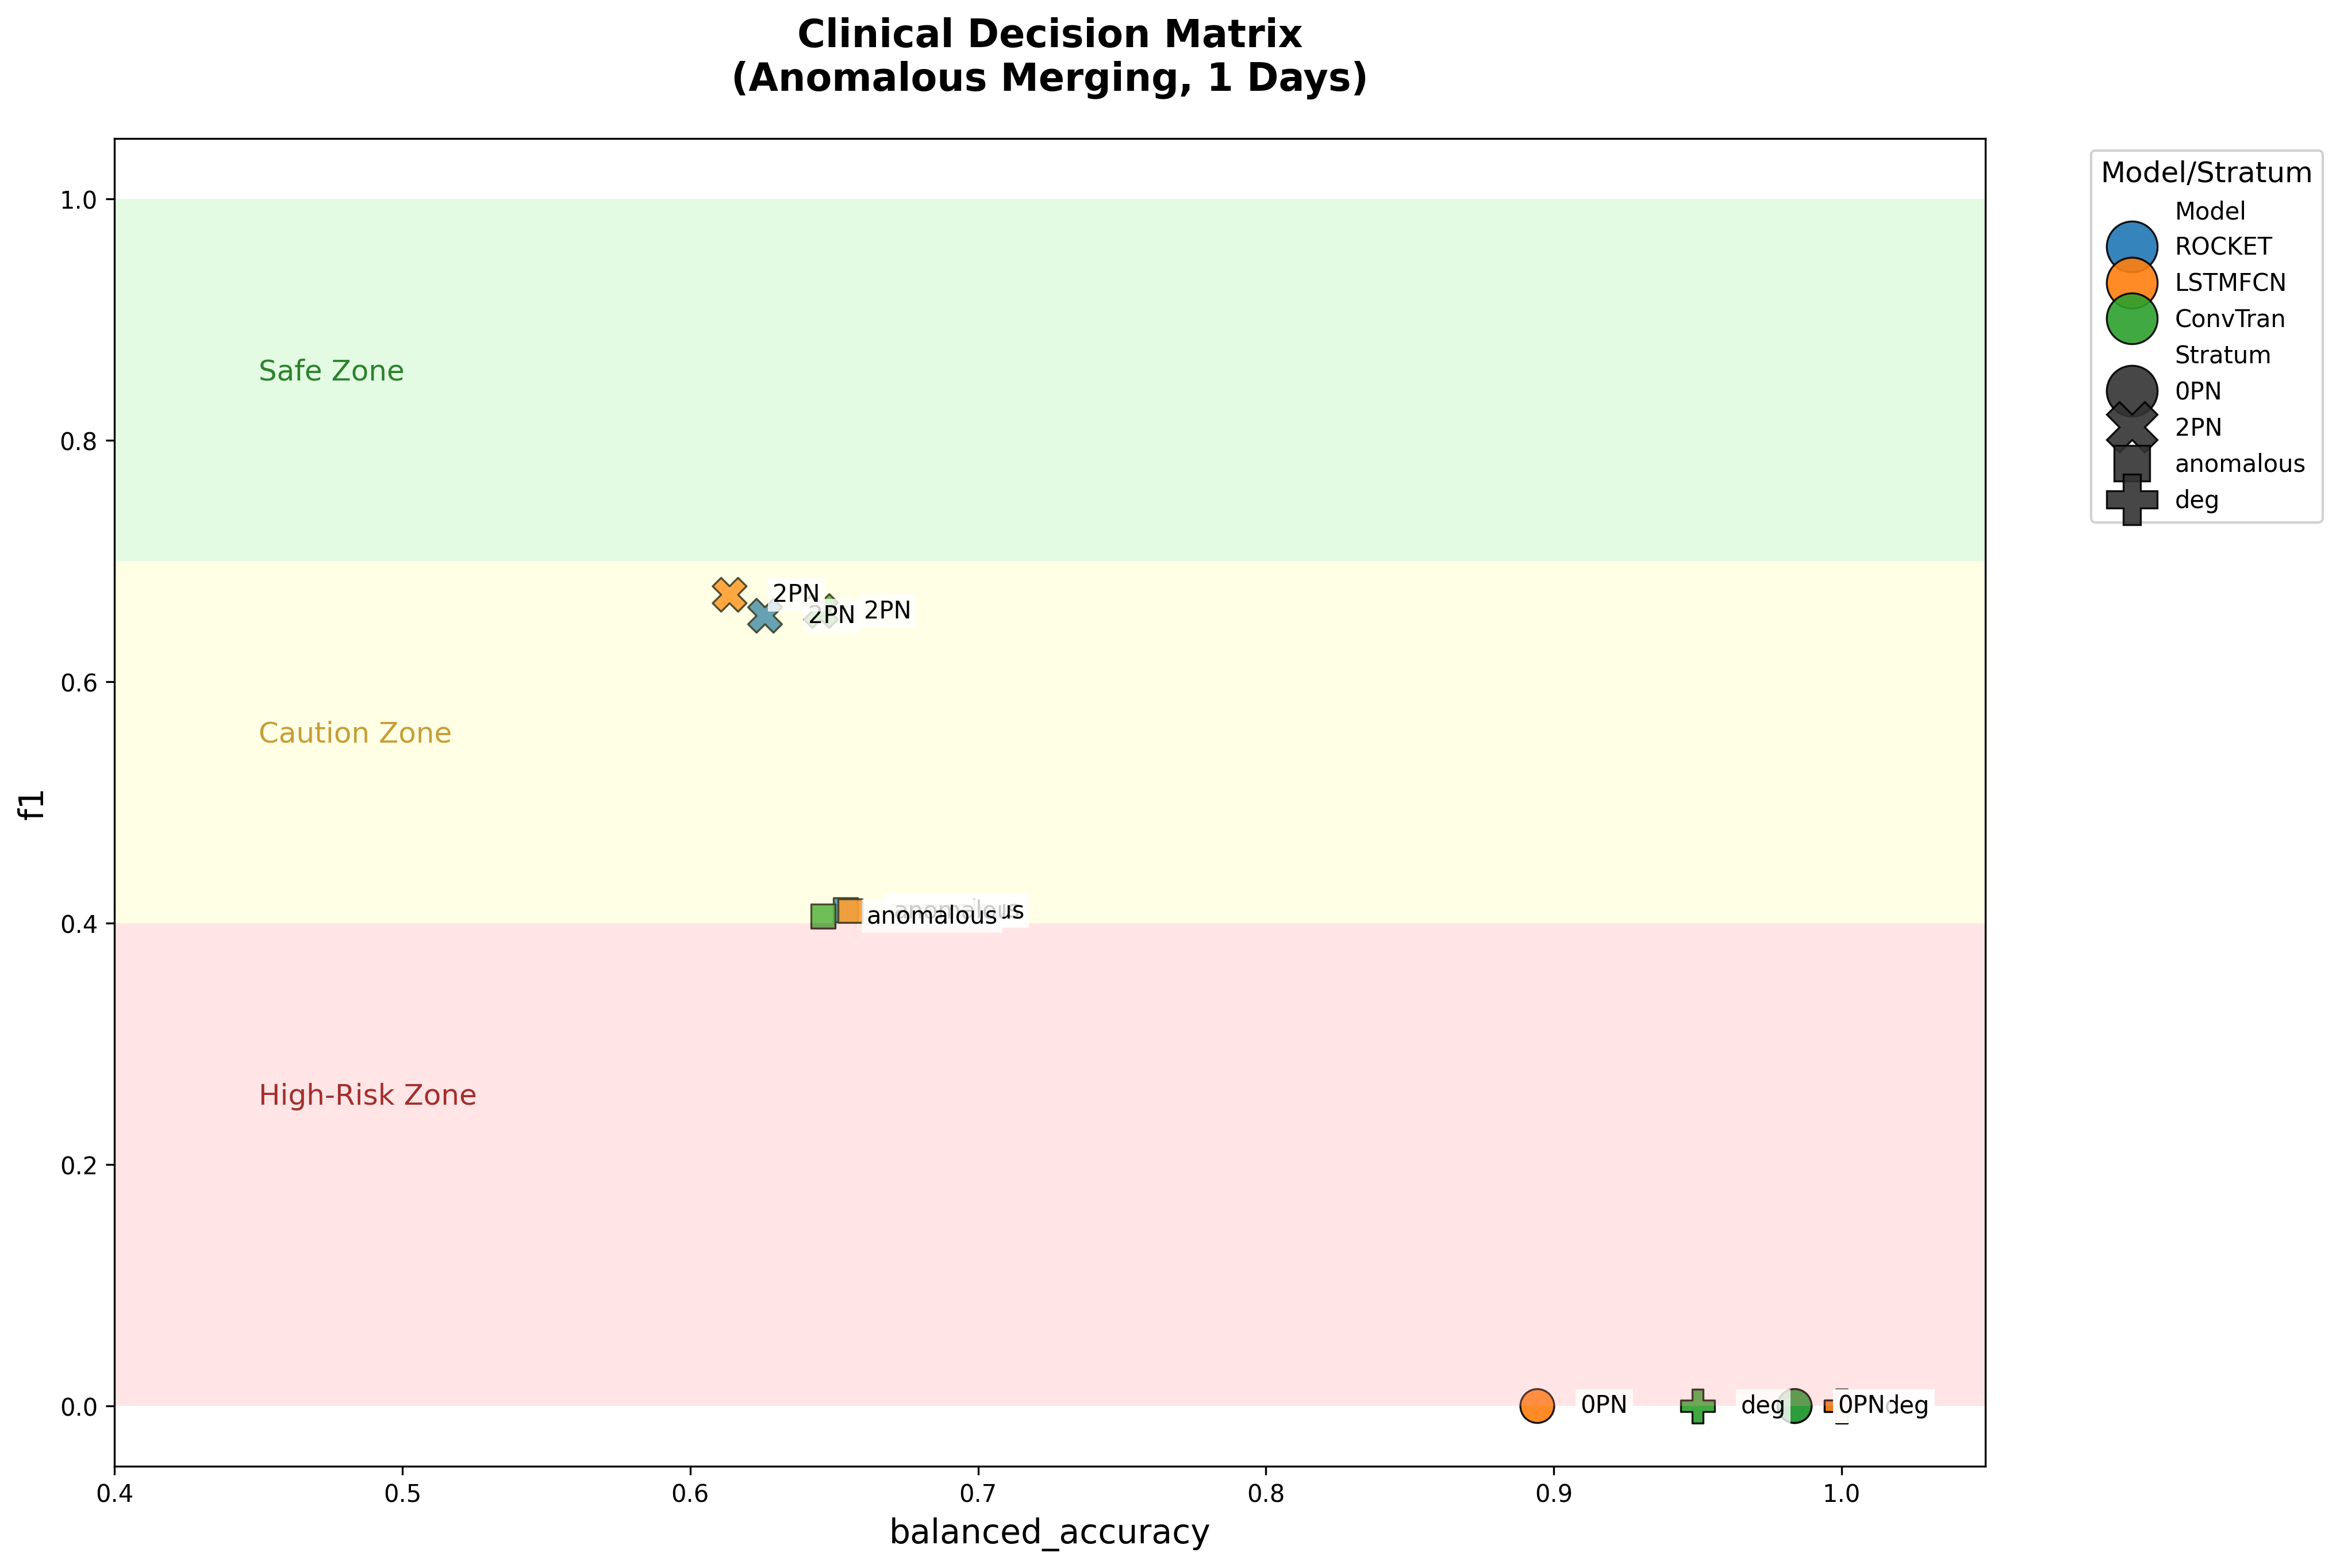 Clinical Decision Matrix
(Anomalous Merging, 1 Days)
f1
1.0
0.8
0.6
0.4
0.2
0.0
Safe Zone
Caution Zone
High-Risk Zone
2PN
2PN
2PN
anomalous
0PN
deg
0PN
deg
0.4
0.5
0.6
0.7
0.8
0.9
1.0
balanced_accuracy
Model/Stratum
Model
ROCKET
LSTMFCN
ConvTran
Stratum
0PN
2PN
anomalous
deg